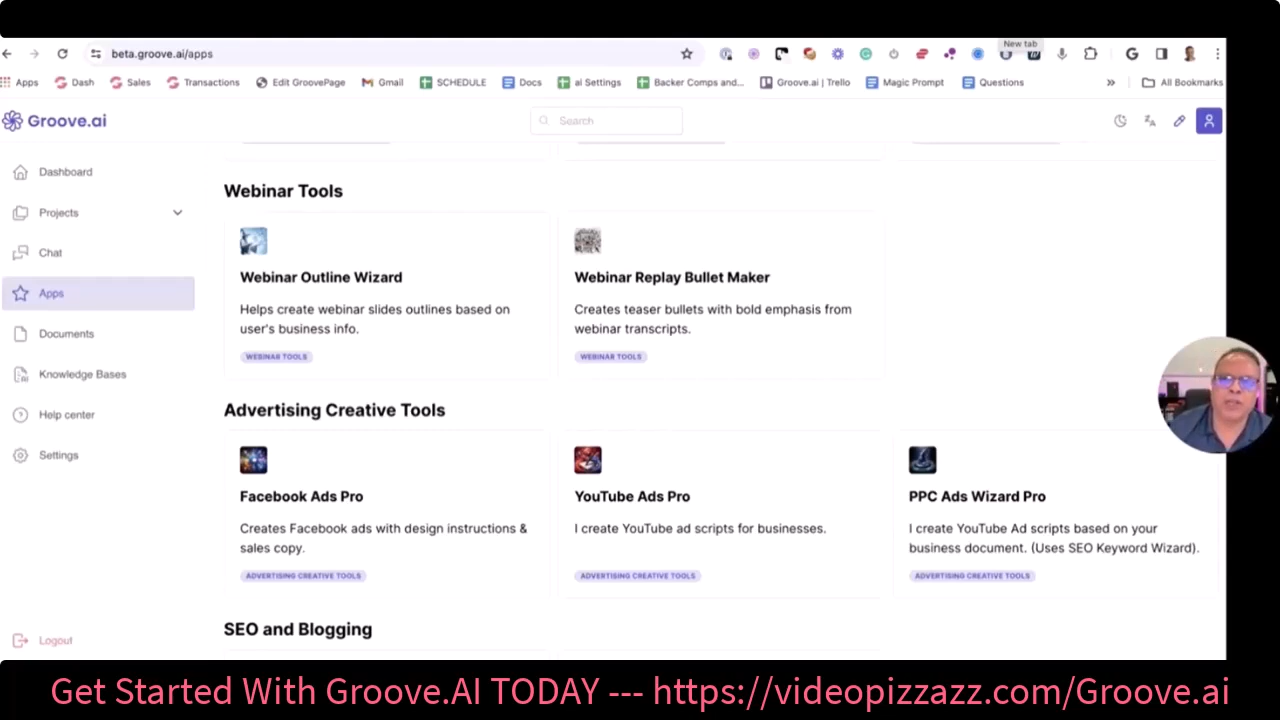 New tab
beta.groove.ai/apps
Apps Dash Sales Transactions Edit GroovePage Gmail SCHEDULE Docs ai Settings Backer Comps and... Groove.ai | Trello Magic Prompt Questions » All Bookmarks
Groove.ai
Search
Dashboard
Projects
Chat
Apps
Documents
Knowledge Bases
Help center
Settings
Logout
Webinar Tools
Webinar Outline Wizard
Helps create webinar slides outlines based on
user's business info.
WEBINAR TOOLS
Webinar Replay Bullet Maker
Creates teaser bullets with bold emphasis from
webinar transcripts.
WEBINAR TOOLS
Advertising Creative Tools
Facebook Ads Pro
Creates Facebook ads with design instructions &
sales copy.
ADVERTISING CREATIVE TOOLS
YouTube Ads Pro
I create YouTube ad scripts for businesses.
ADVERTISING CREATIVE TOOLS
PPC Ads Wizard Pro
I create YouTube Ad scripts based on your
business document. (Uses SEO Keyword Wizard).
ADVERTISING CREATIVE TOOLS
SEO and Blogging
Get Started With Groove.AI TODAY --- https://videopizzazz.com/Groove.ai